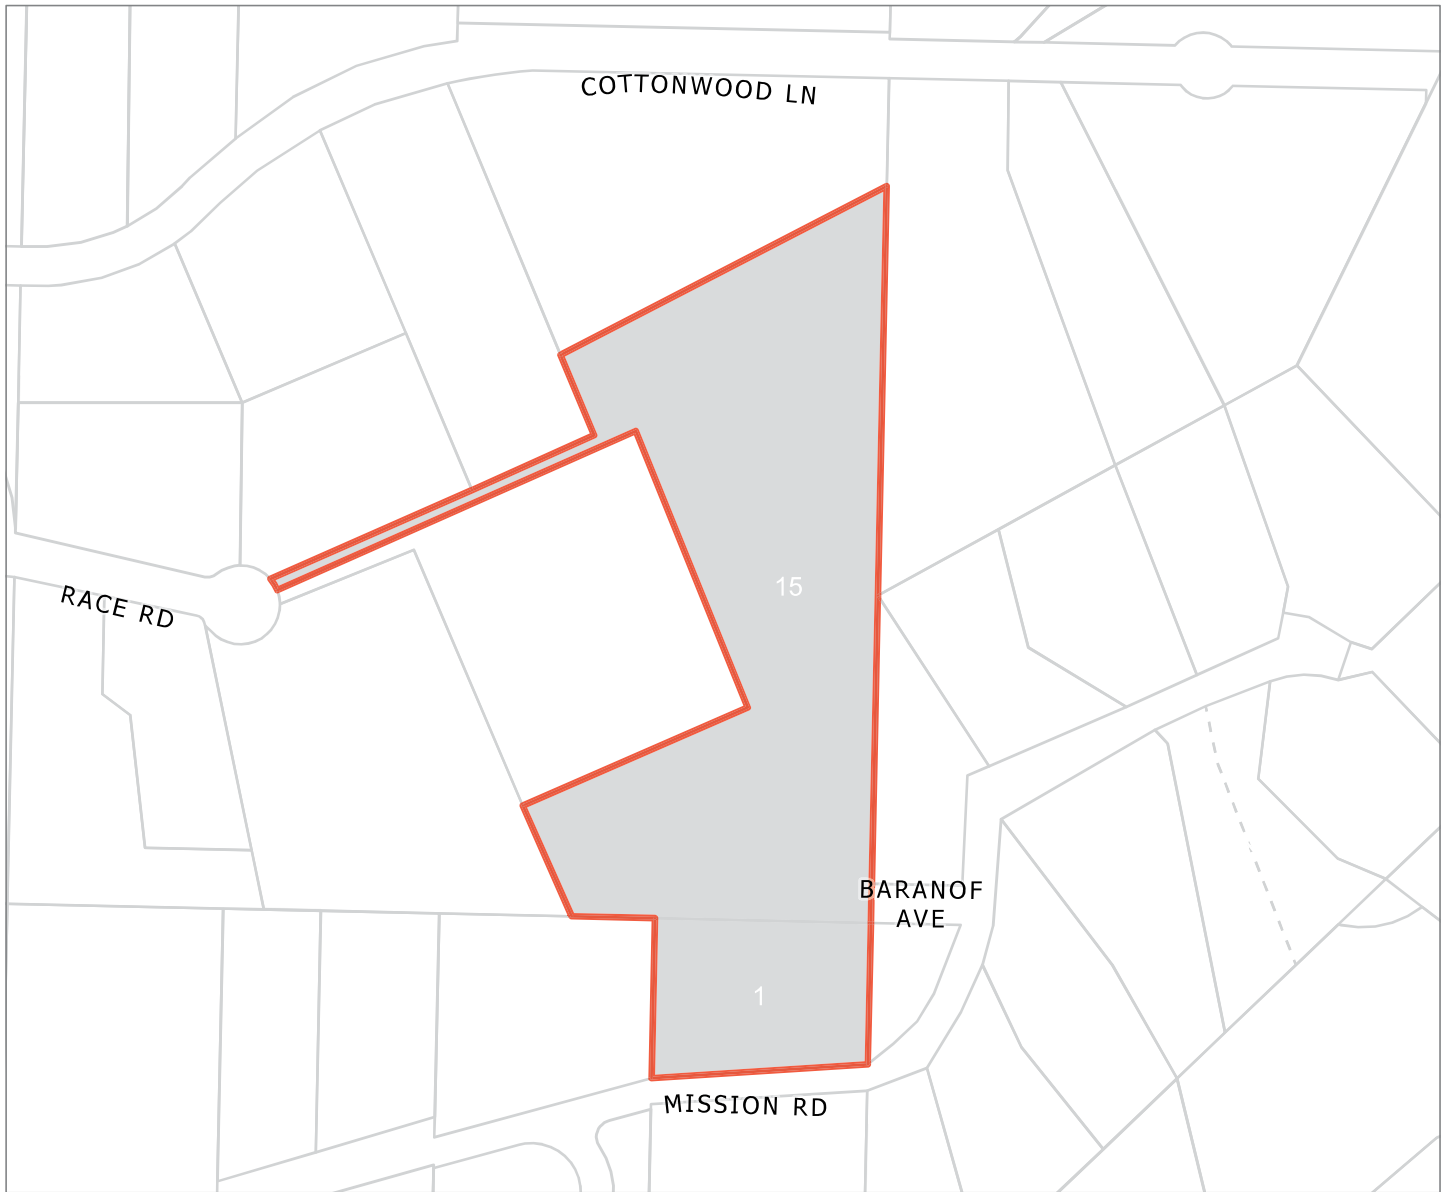 COTTONWOOD LN
15
RACE RD
BARANOF
AVE
1
MISSION RD